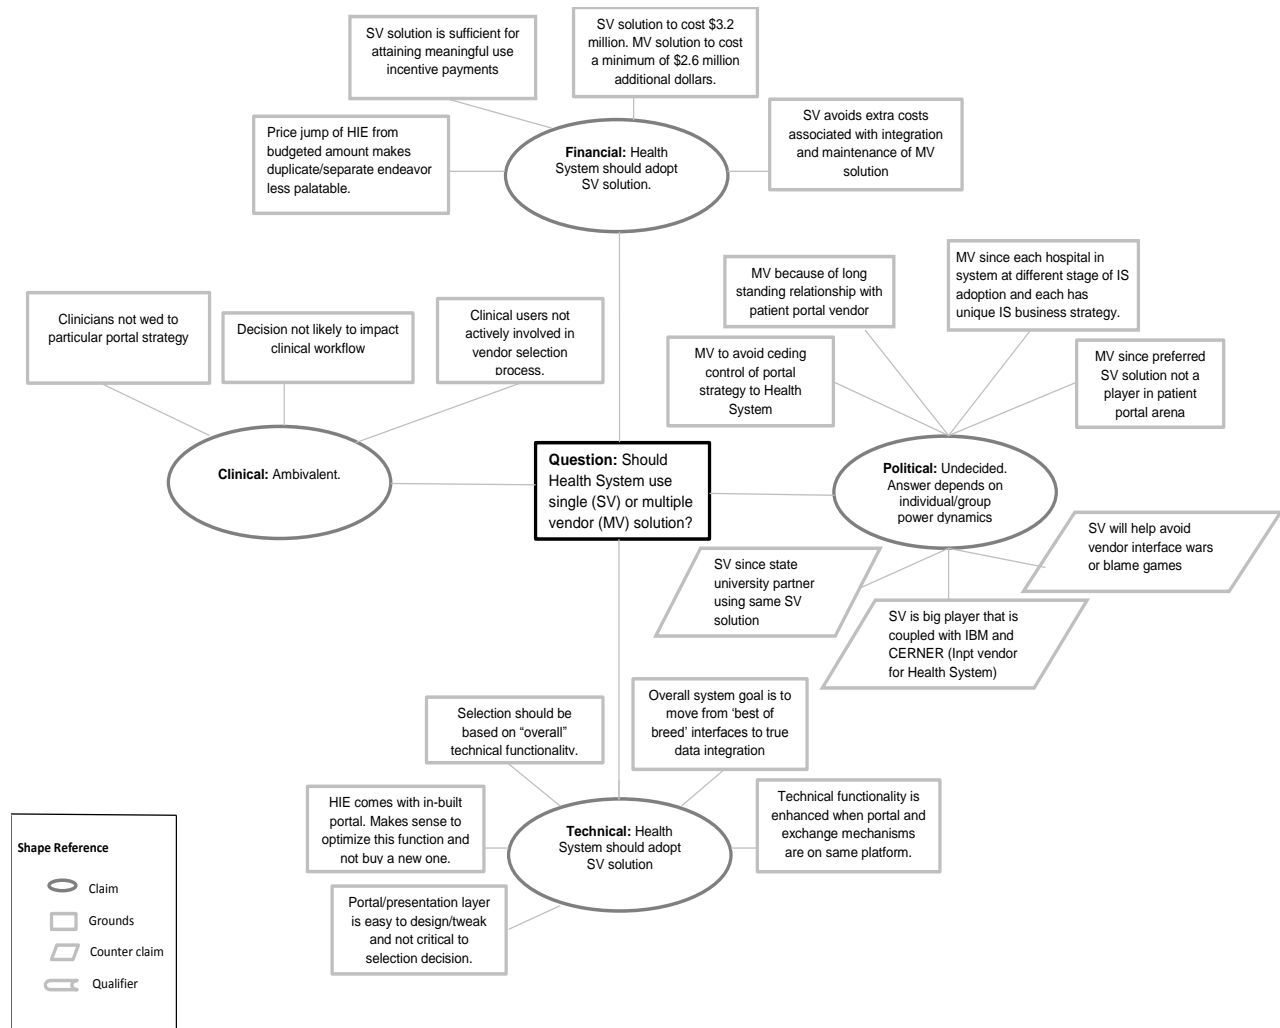 SV solution is sufficient for
attaining meaningful use
incentive payments
SV solution to cost $3.2
million. MV solution to cost
a minimum of $2.6 million
additional dollars.
SV avoids extra costs
associated with integration
and maintenance of MV
solution
Price jump of HIE from
budgeted amount makes
duplicate/separate endeavor
less palatable.
Financial: Health
System should adopt
SV solution.
MV because of long
standing relationship with
patient portal vendor
MV since each hospital in
system at different stage of IS
adoption and each has
unique IS business strategy.
Clinicians not wed to
particular portal strategy
Decision not likely to impact
clinical workflow
Clinical users not
actively involved in
vendor selection
process.
MV to avoid ceding
control of portal
strategy to Health
System
MV since preferred
SV solution not a
player in patient
portal arena
Clinical: Ambivalent.
Question: Should
Health System use
single (SV) or multiple
vendor (MV) solution?
Political: Undecided.
Answer depends on
individual/group
power dynamics
SV since state
university partner
using same SV
solution
SV will help avoid
vendor interface wars
or blame games
SV is big player that is
coupled with IBM and
CERNER (Inpt vendor
for Health System)
Selection should be
based on “overall”
technical functionality.
Overall system goal is to
move from ‘best of
breed’ interfaces to true
data integration
HIE comes with in-built
portal. Makes sense to
optimize this function and
not buy a new one.
Technical: Health
System should adopt
SV solution
Technical functionality is
enhanced when portal and
exchange mechanisms
are on same platform.
Portal/presentation layer
is easy to design/tweak
and not critical to
selection decision.
Shape Reference
Claim
Grounds
Counter claim
Qualifier